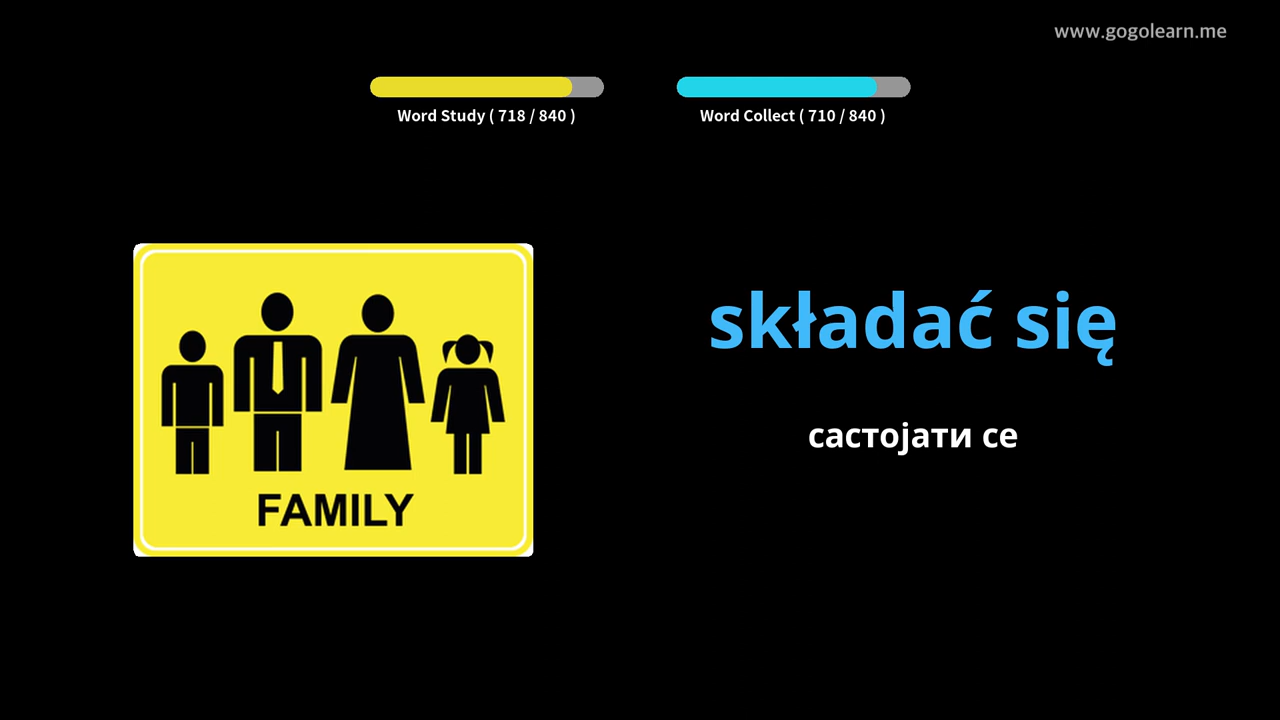 www.gogolearn.me
Word Study ( 718 / 840 )
Word Collect ( 710 / 840 )
FAMILY
składać się
састојати се